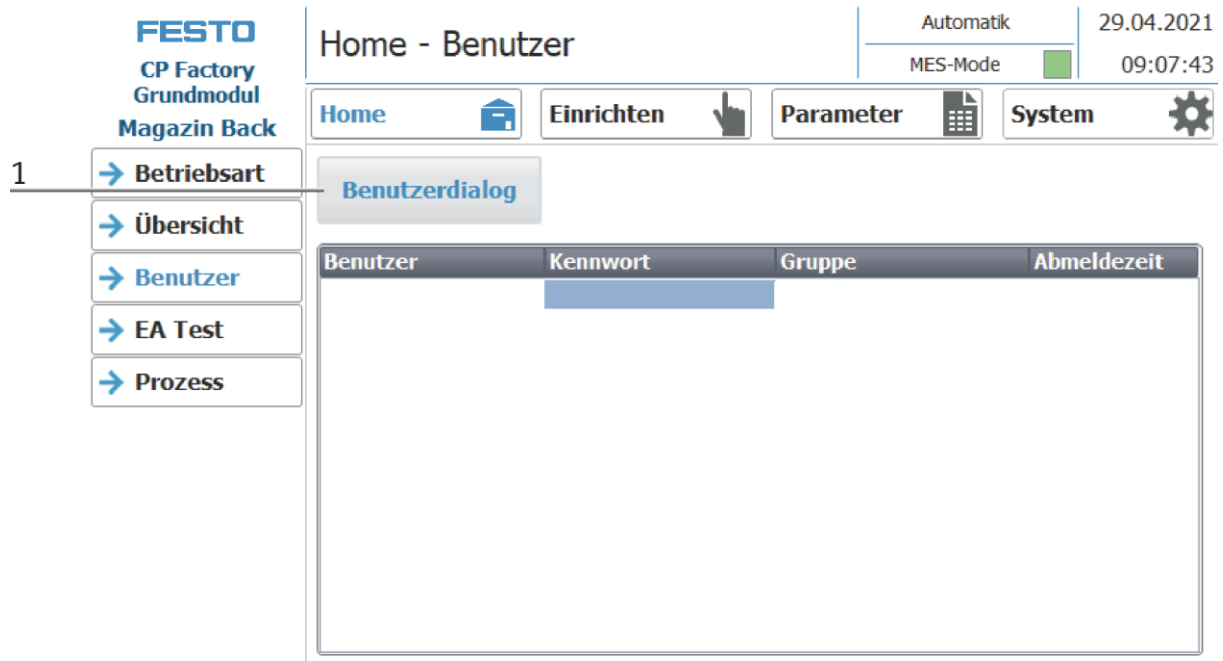 FESTO
CP Factory
Grundmodul
Magazin Back
Home - Benutzer
Automatik
MES-Mode
29.04.2021
09:07:43
Home
Einrichten
Parameter
System
1
Betriebsart
Übersicht
Benutzer
EA Test
Prozess
Benutzerdialog
Benutzer Kennwort Gruppe Abmeldezeit